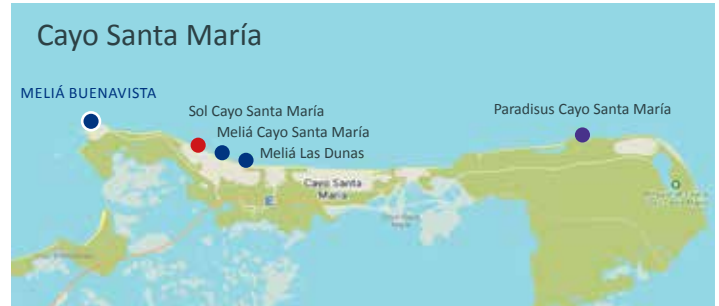 Cayo Santa María
MELIÁ BUENAVISTA
Sol Cayo Santa María
Meliá Cayo Santa María
Meliá Las Dunas
Paradisus Cayo Santa María
Cayo Santa
María